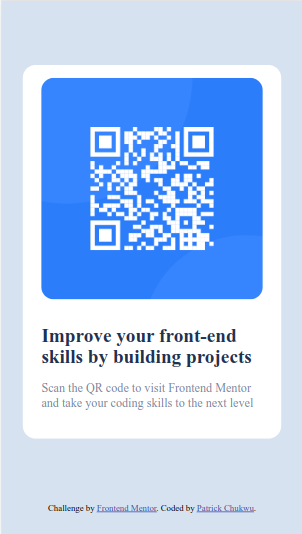 Improve your front-end
skills by building projects
Scan the QR code to visit Frontend Mentor
and take your coding skills to the next level
Challenge by Frontend Mentor. Coded by Patrick Chukwu.